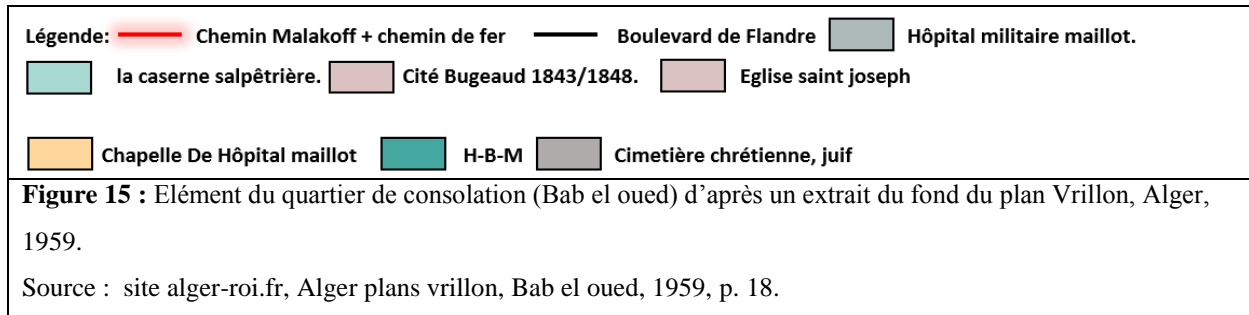 Légende: Chemin Malakoff + chemin de fer Boulevard de Flandre Hôpital militaire maillot.
la caserne salpêtrière. Cité Bugeaud 1843/1848. Eglise saint joseph
Chapelle De Hôpital maillot H-B-M Cimetière chrétienne, juif
Figure 15 : Elément du quartier de consolation (Bab el oued) d’après un extrait du fond du plan Vrillon, Alger,
1959.
Source : site alger-roi.fr, Alger plans vrillon, Bab el oued, 1959, p. 18.